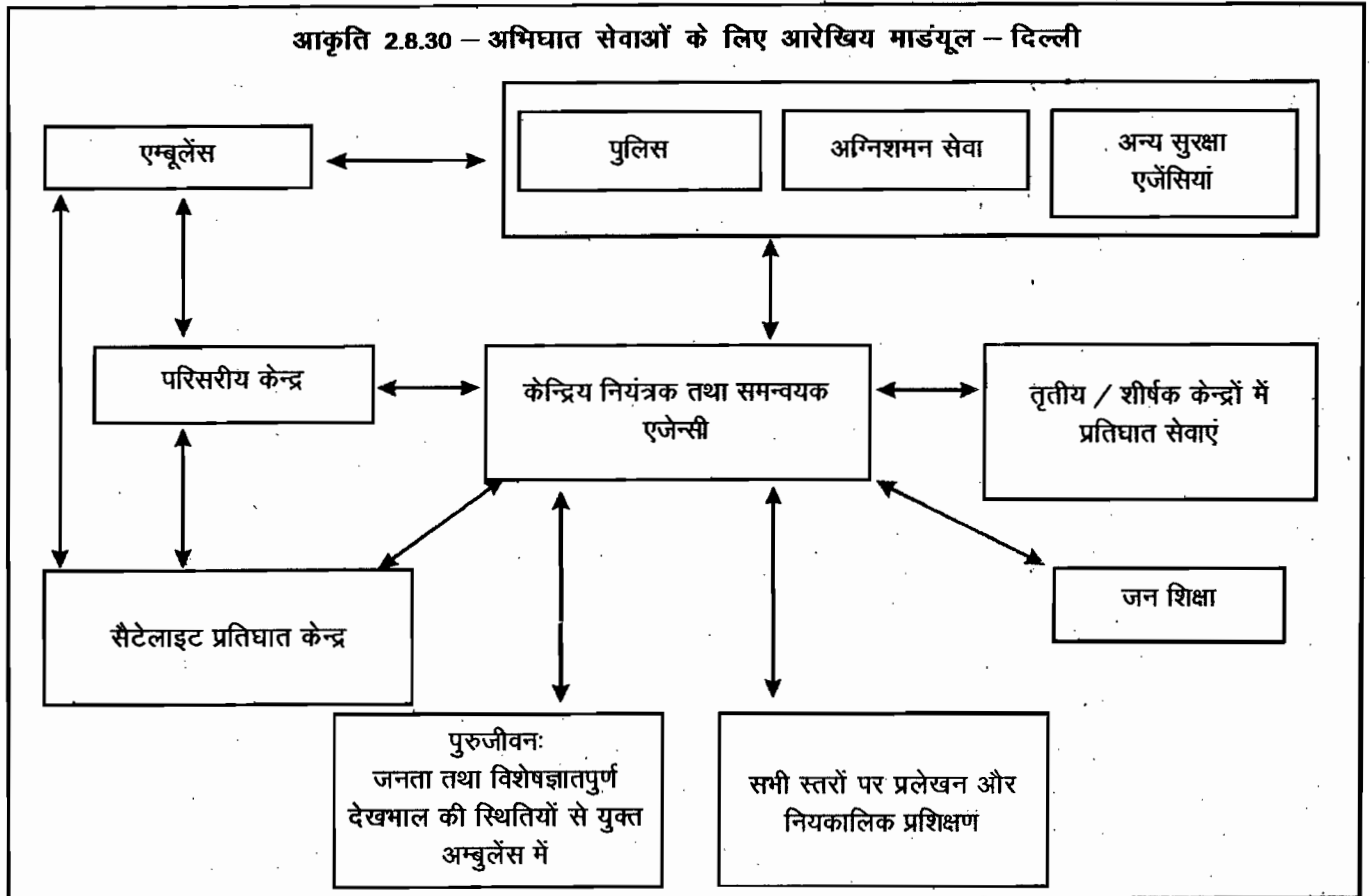 आकृति 2.8.30 – अभिघात सेवाओं के लिए आरेखिय माडंयूल – दिल्ली
एम्बूलेंस
पुलिस
अग्निशमन सेवा
अन्य सुरक्षा
एजेंसियां
परिसरीय केन्द्र
केन्द्रिय नियंत्रक तथा समन्वयक
एजेन्सी
तृतीय / शीर्षक केन्द्रों में
प्रतिघात सेवाएं
सैटेलाइट प्रतिघात केन्द्र
जन शिक्षा
पुरुजीवनः
जनता तथा विशेषज्ञातपुर्ण
देखभाल की स्थितियों से युक्त
अम्बुलेंस में
सभी स्तरों पर प्रलेखन और
नियकालिक प्रशिक्षण